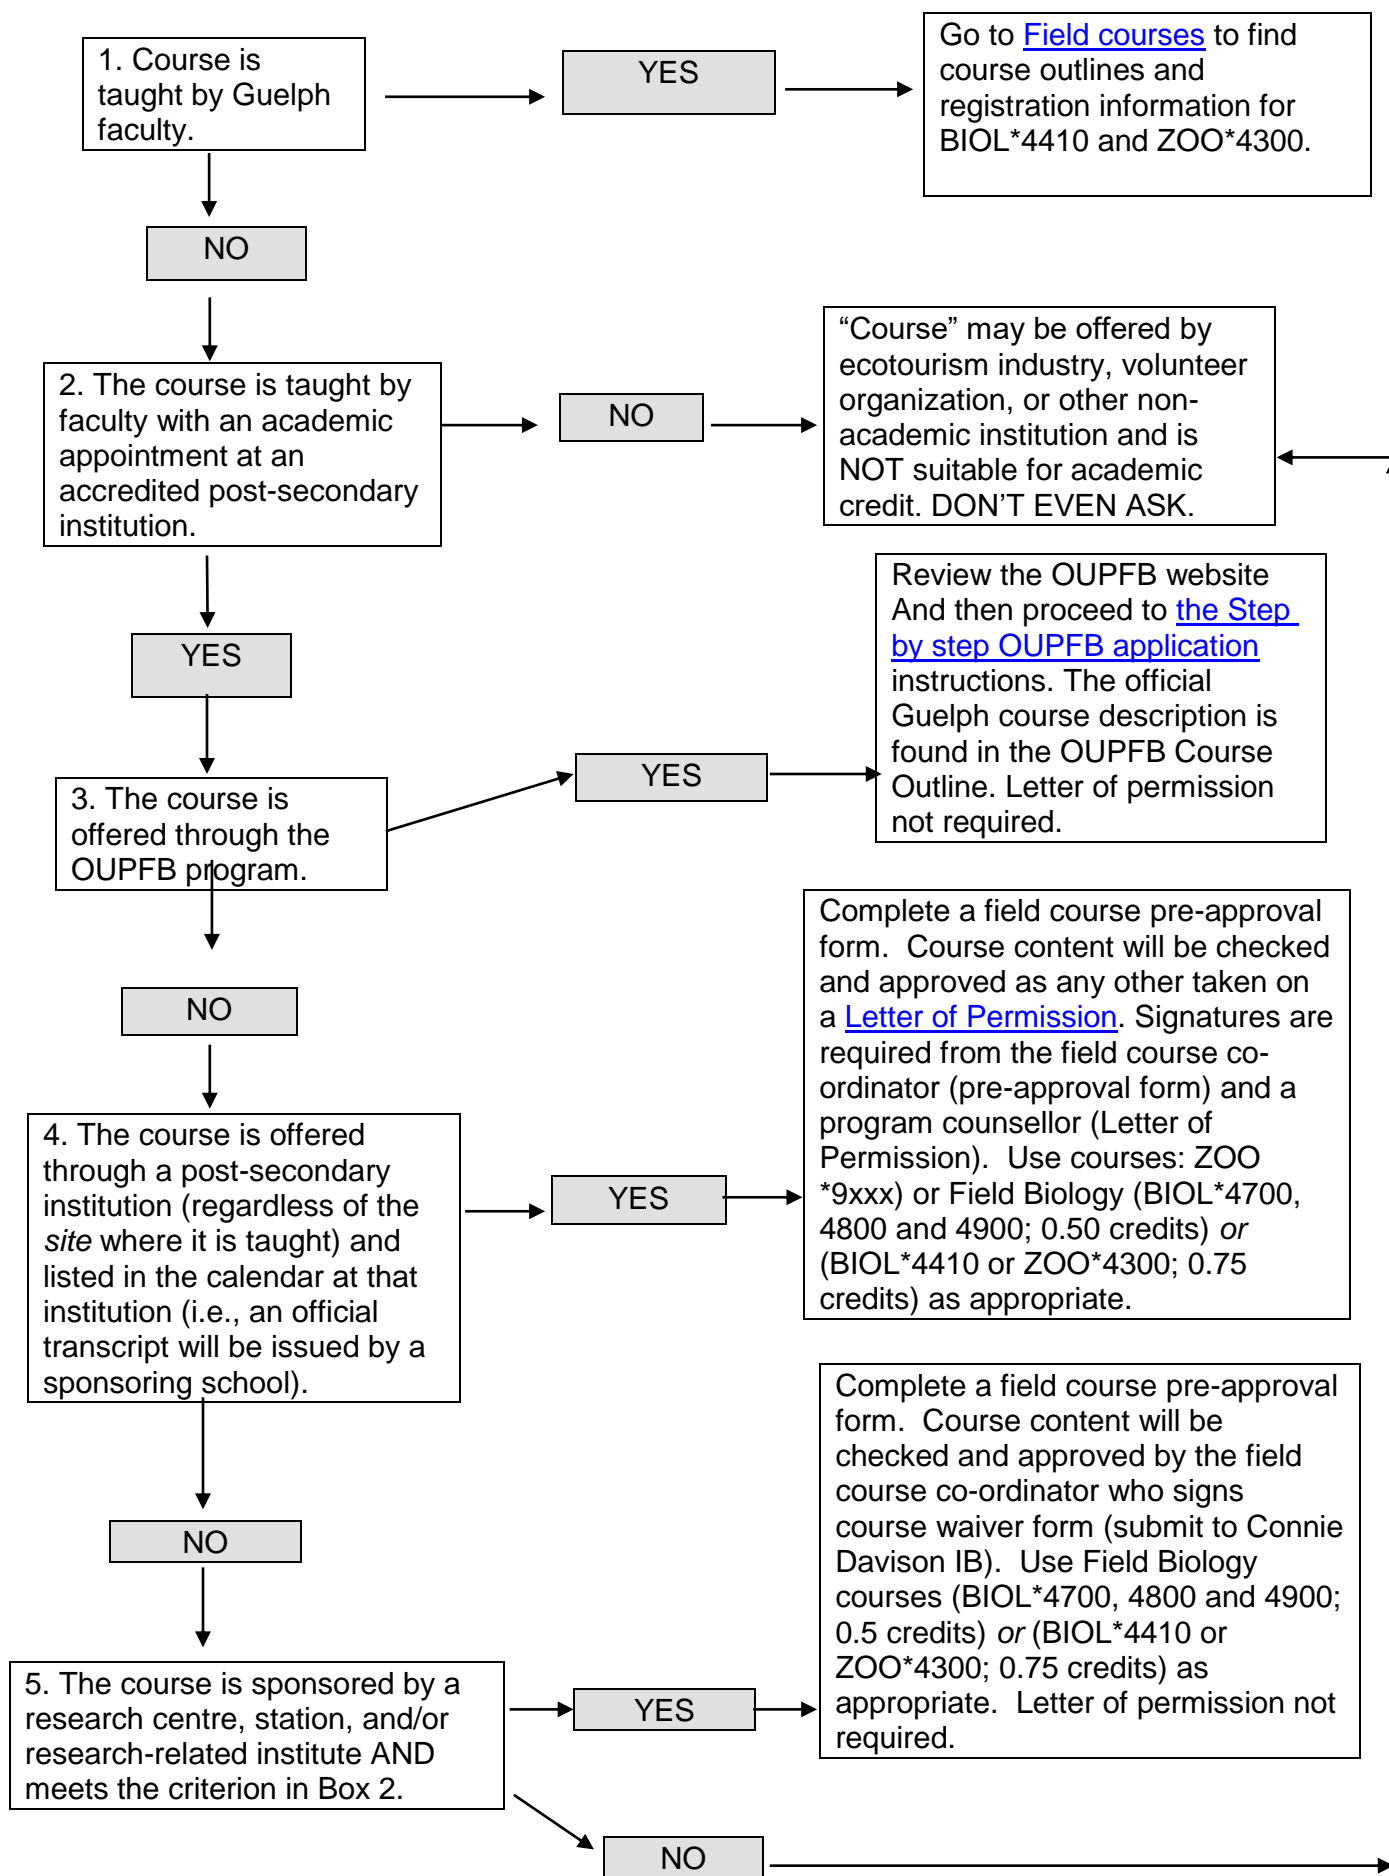 1. Course is
taught by Guelph
faculty.
YES
Go to Field courses to find
course outlines and
registration information for
BIOL*4410 and ZOO*4300.
NO
2. The course is taught by
faculty with an academic
appointment at an
accredited post-secondary
institution.
NO
“Course” may be offered by
ecotourism industry, volunteer
organization, or other non-
academic institution and is
NOT suitable for academic
credit. DON’T EVEN ASK.
YES
3. The course is
offered through the
OUPFB program.
YES
Review the OUPFB website
And then proceed to the Step
by step OUPFB application
instructions. The official
Guelph course description is
found in the OUPFB Course
Outline. Letter of permission
not required.
NO
4. The course is offered
through a post-secondary
institution (regardless of the
site where it is taught) and
listed in the calendar at that
institution (i.e., an official
transcript will be issued by a
sponsoring school).
YES
Complete a field course pre-approval
form.  Course content will be checked
and approved as any other taken on
a Letter of Permission. Signatures are
required from the field course co-
ordinator (pre-approval form) and a
program counsellor (Letter of
Permission).  Use courses: ZOO
*9xxx) or Field Biology (BIOL*4700,
4800 and 4900; 0.50 credits) or
(BIOL*4410 or ZOO*4300; 0.75
credits) as appropriate.
NO
5. The course is sponsored by a
research centre, station, and/or
research-related institute AND
meets the criterion in Box 2.
YES
Complete a field course pre-approval
form.  Course content will be
checked and approved by the field
course co-ordinator who signs
course waiver form (submit to Connie
Davison IB).  Use Field Biology
courses (BIOL*4700, 4800 and 4900;
0.5 credits) or (BIOL*4410 or
ZOO*4300; 0.75 credits) as
appropriate.  Letter of permission not
required.
NO